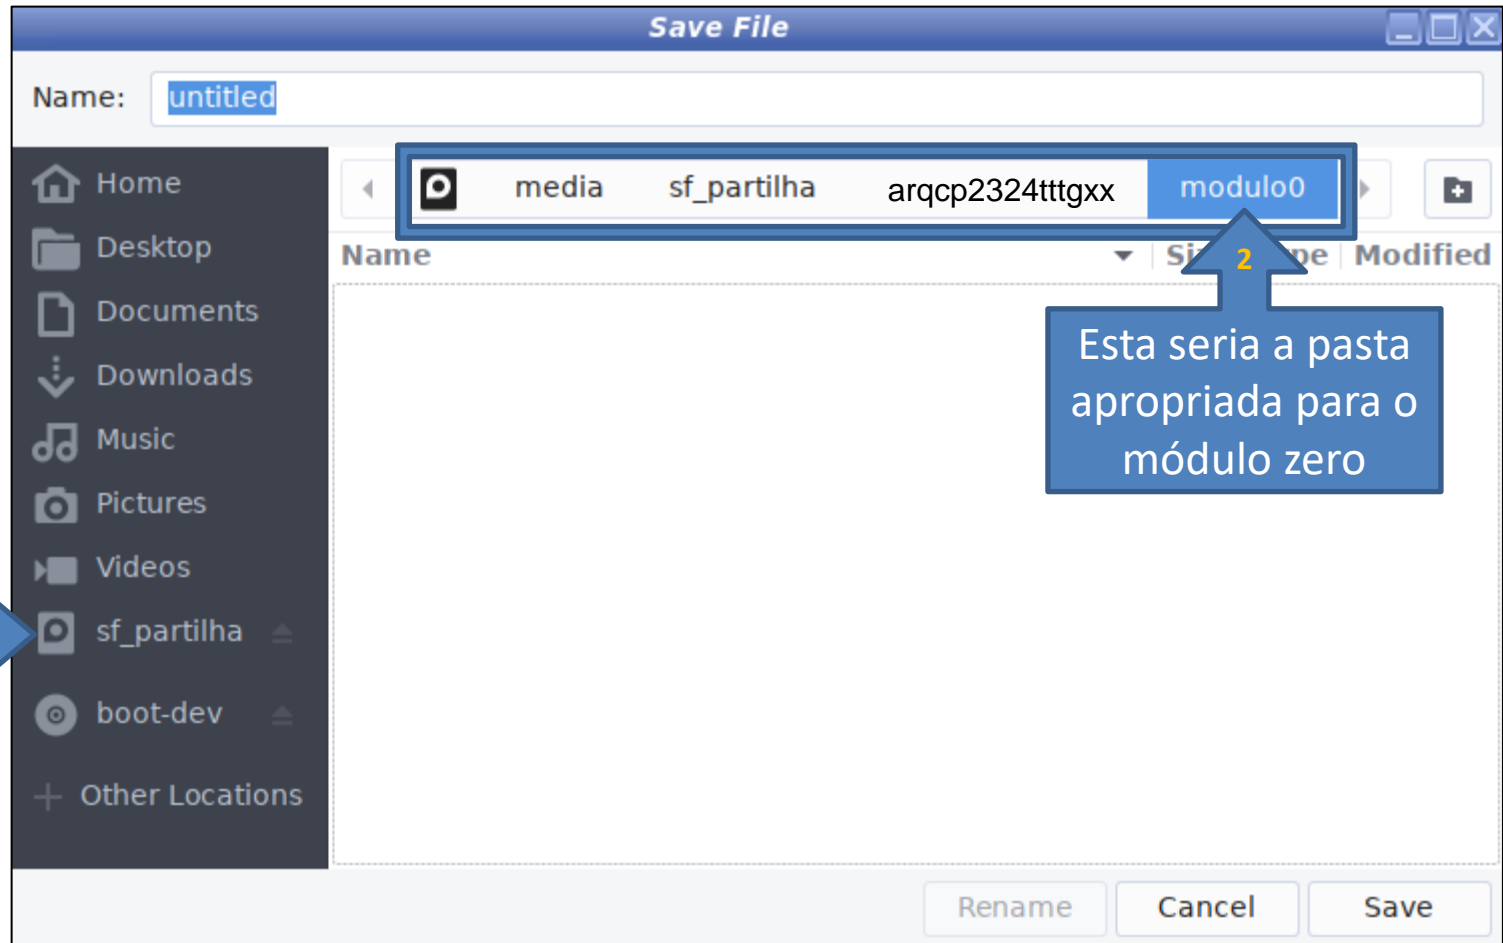 Save File
Name: untitled
Home
Desktop
Documents
Downloads
Music
Pictures
Videos
sf_partilha
boot-dev
Other Locations
media sf_partilha arqcp2324tttgxx modulo0
Name Modified
2
Esta seria a pasta
apropriada para o
módulo zero
Rename Cancel Save